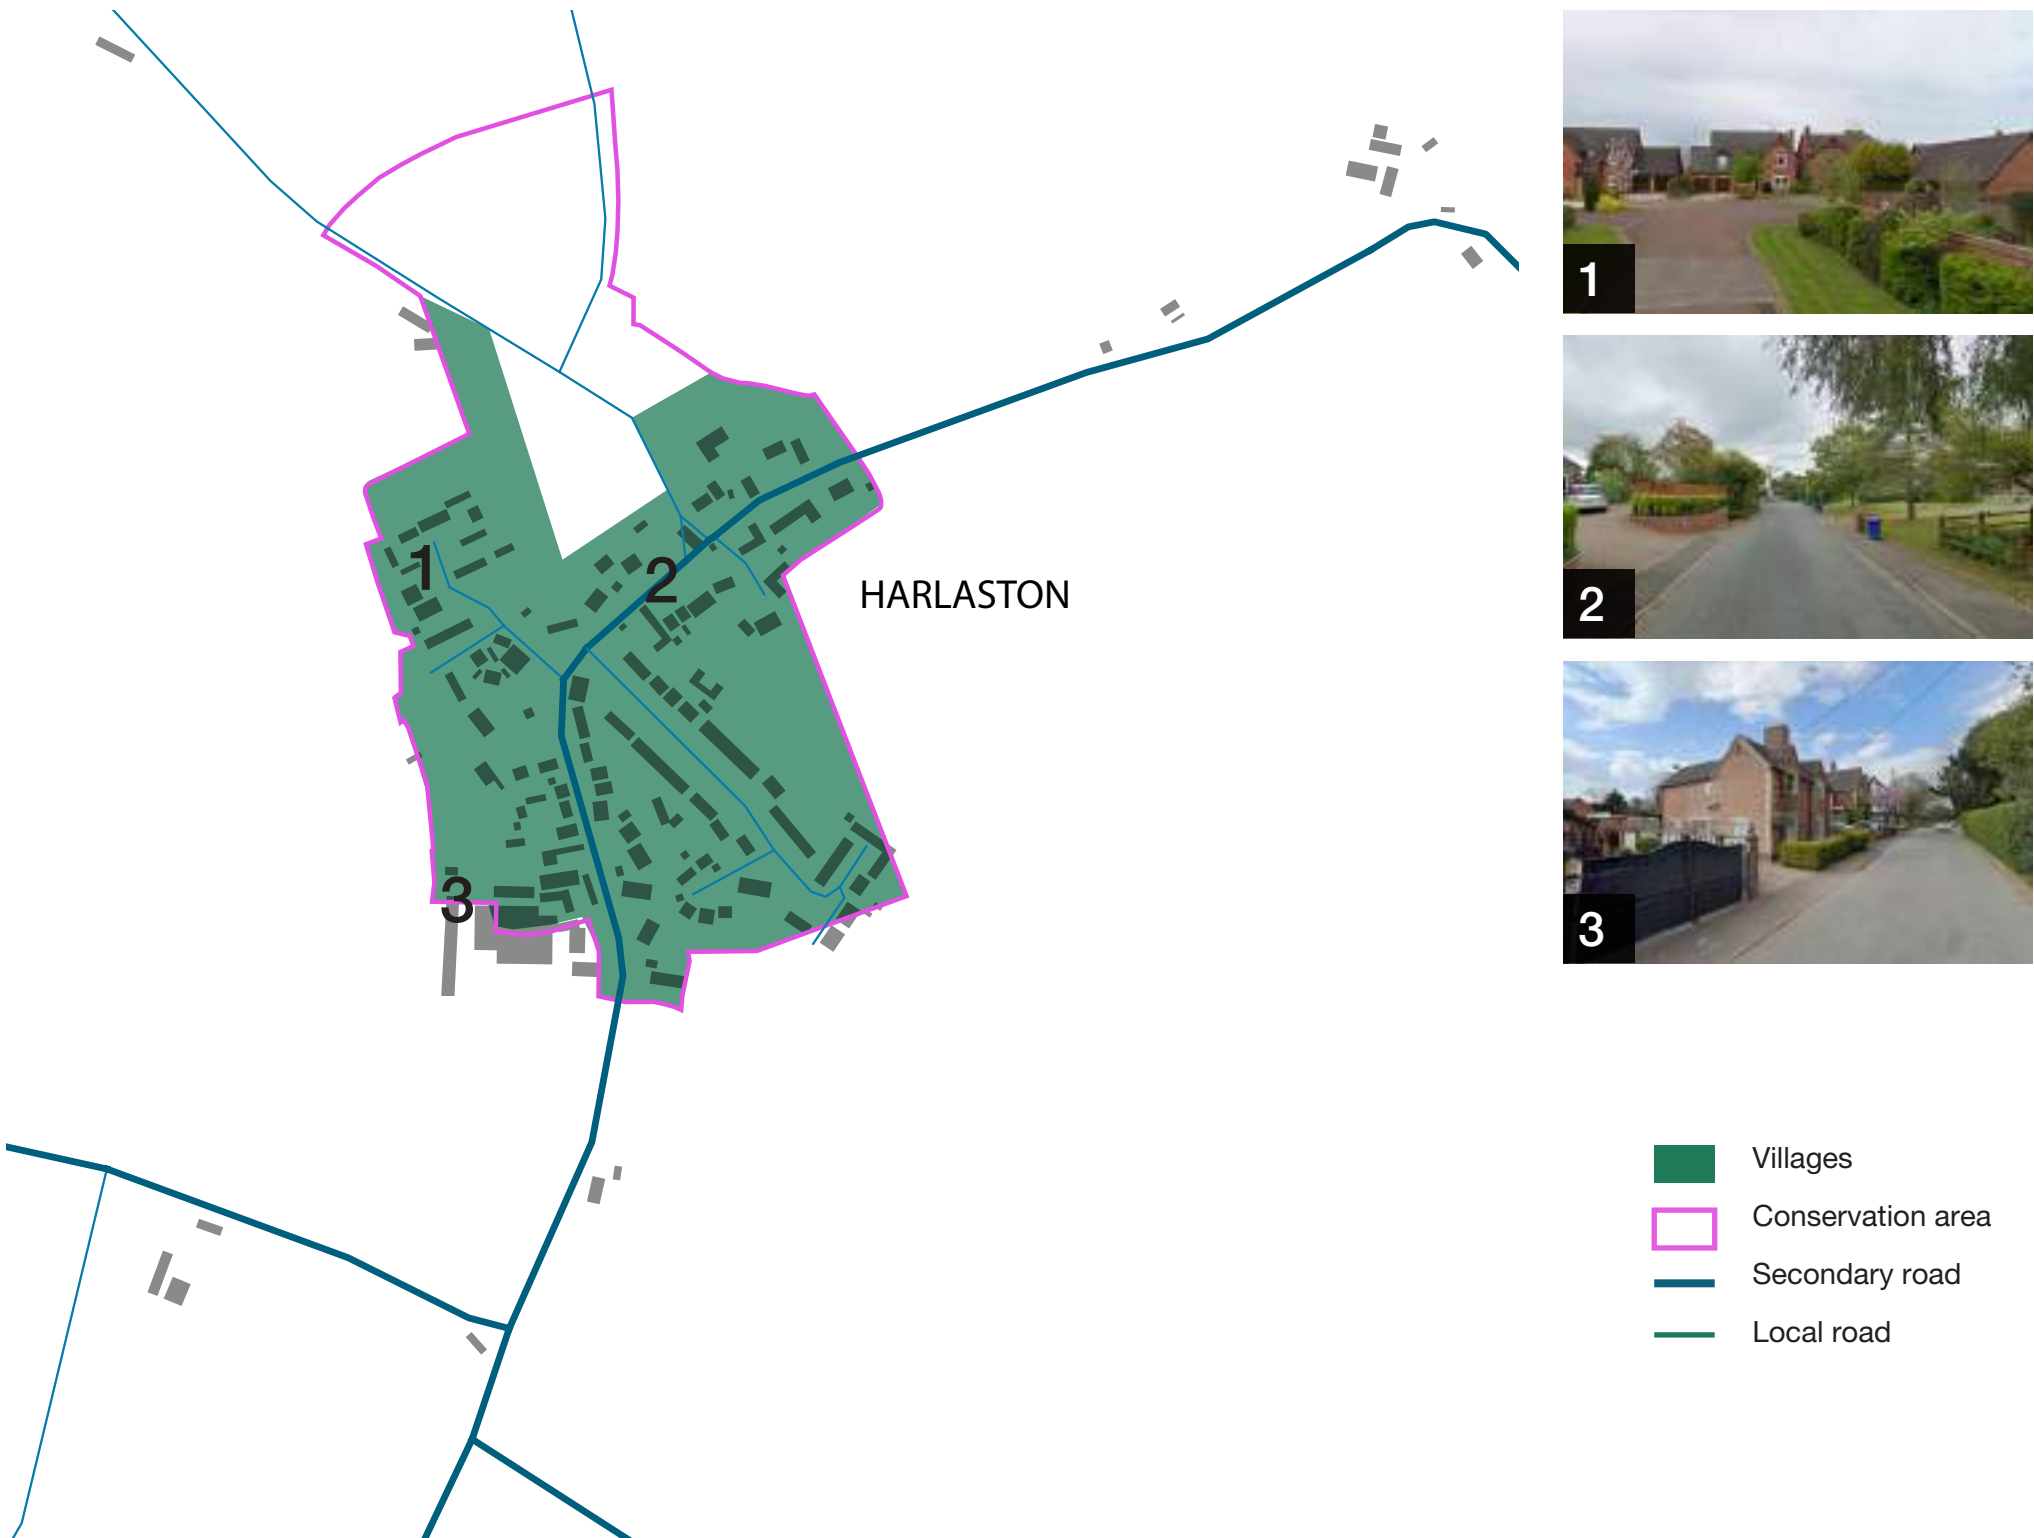 1
2
3
HARLASTON
1
2
3
Villages
Conservation area
Secondary road
Local road